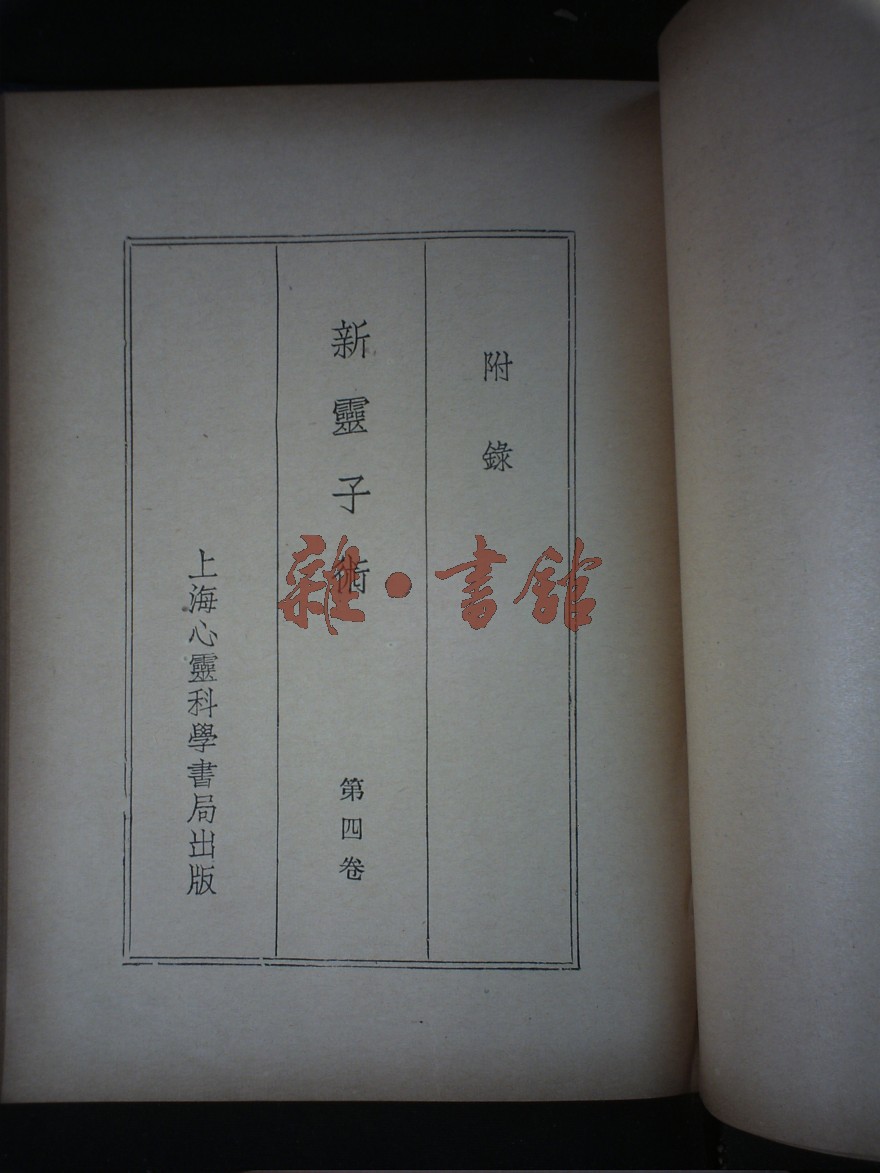 附錄
新靈子術 第四卷
上海心靈科學書局出版
雜·書館